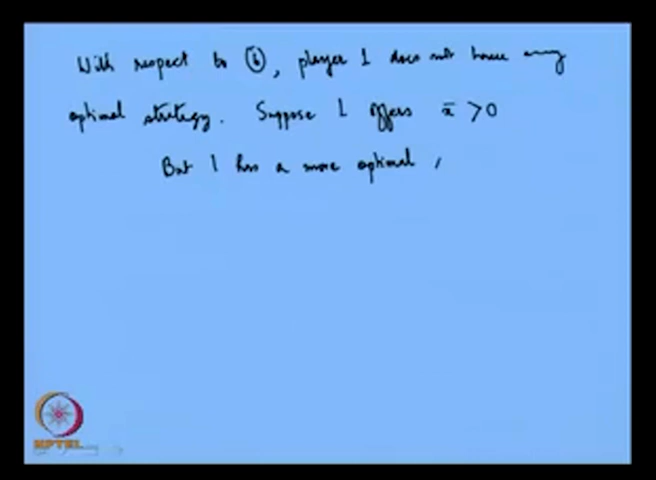 With respect to ⓑ, player 1 does not have any
optimal strategy. Suppose 1 offers x̄ > 0
But 1 has a more optimal
NPTEL